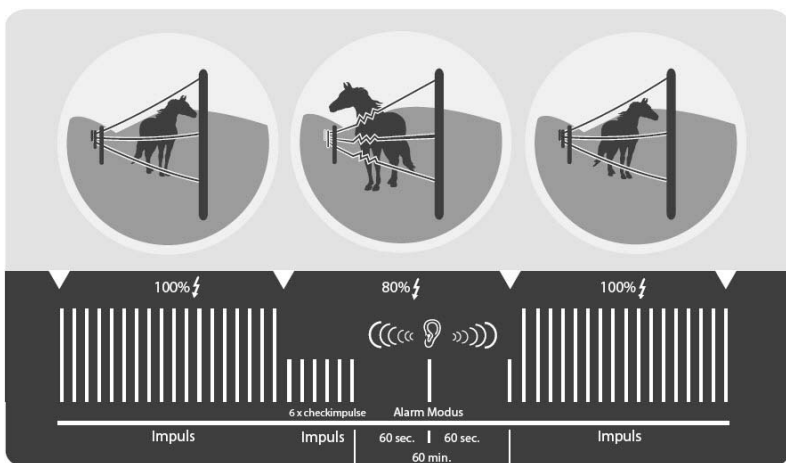 100% 80% 100%
6 x checkimpulse Alarm Modus
Impuls Impuls 60 sec. 60 sec. Impuls
60 min.